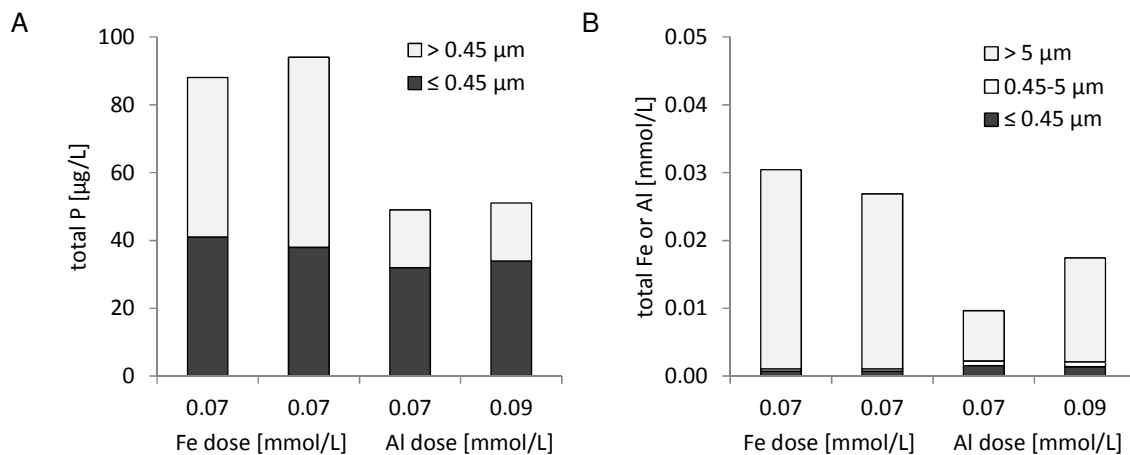 A
total P [µg/L]
100
80
60
40
20
0
> 0.45 µm
≤ 0.45 µm
0.07 0.07 0.07 0.09
Fe dose [mmol/L] Al dose [mmol/L]
B
total Fe or Al [mmol/L]
0.05
0.04
0.03
0.02
0.01
0.00
> 5 µm
0.45-5 µm
≤ 0.45 µm
0.07 0.07 0.07 0.09
Fe dose [mmol/L] Al dose [mmol/L]